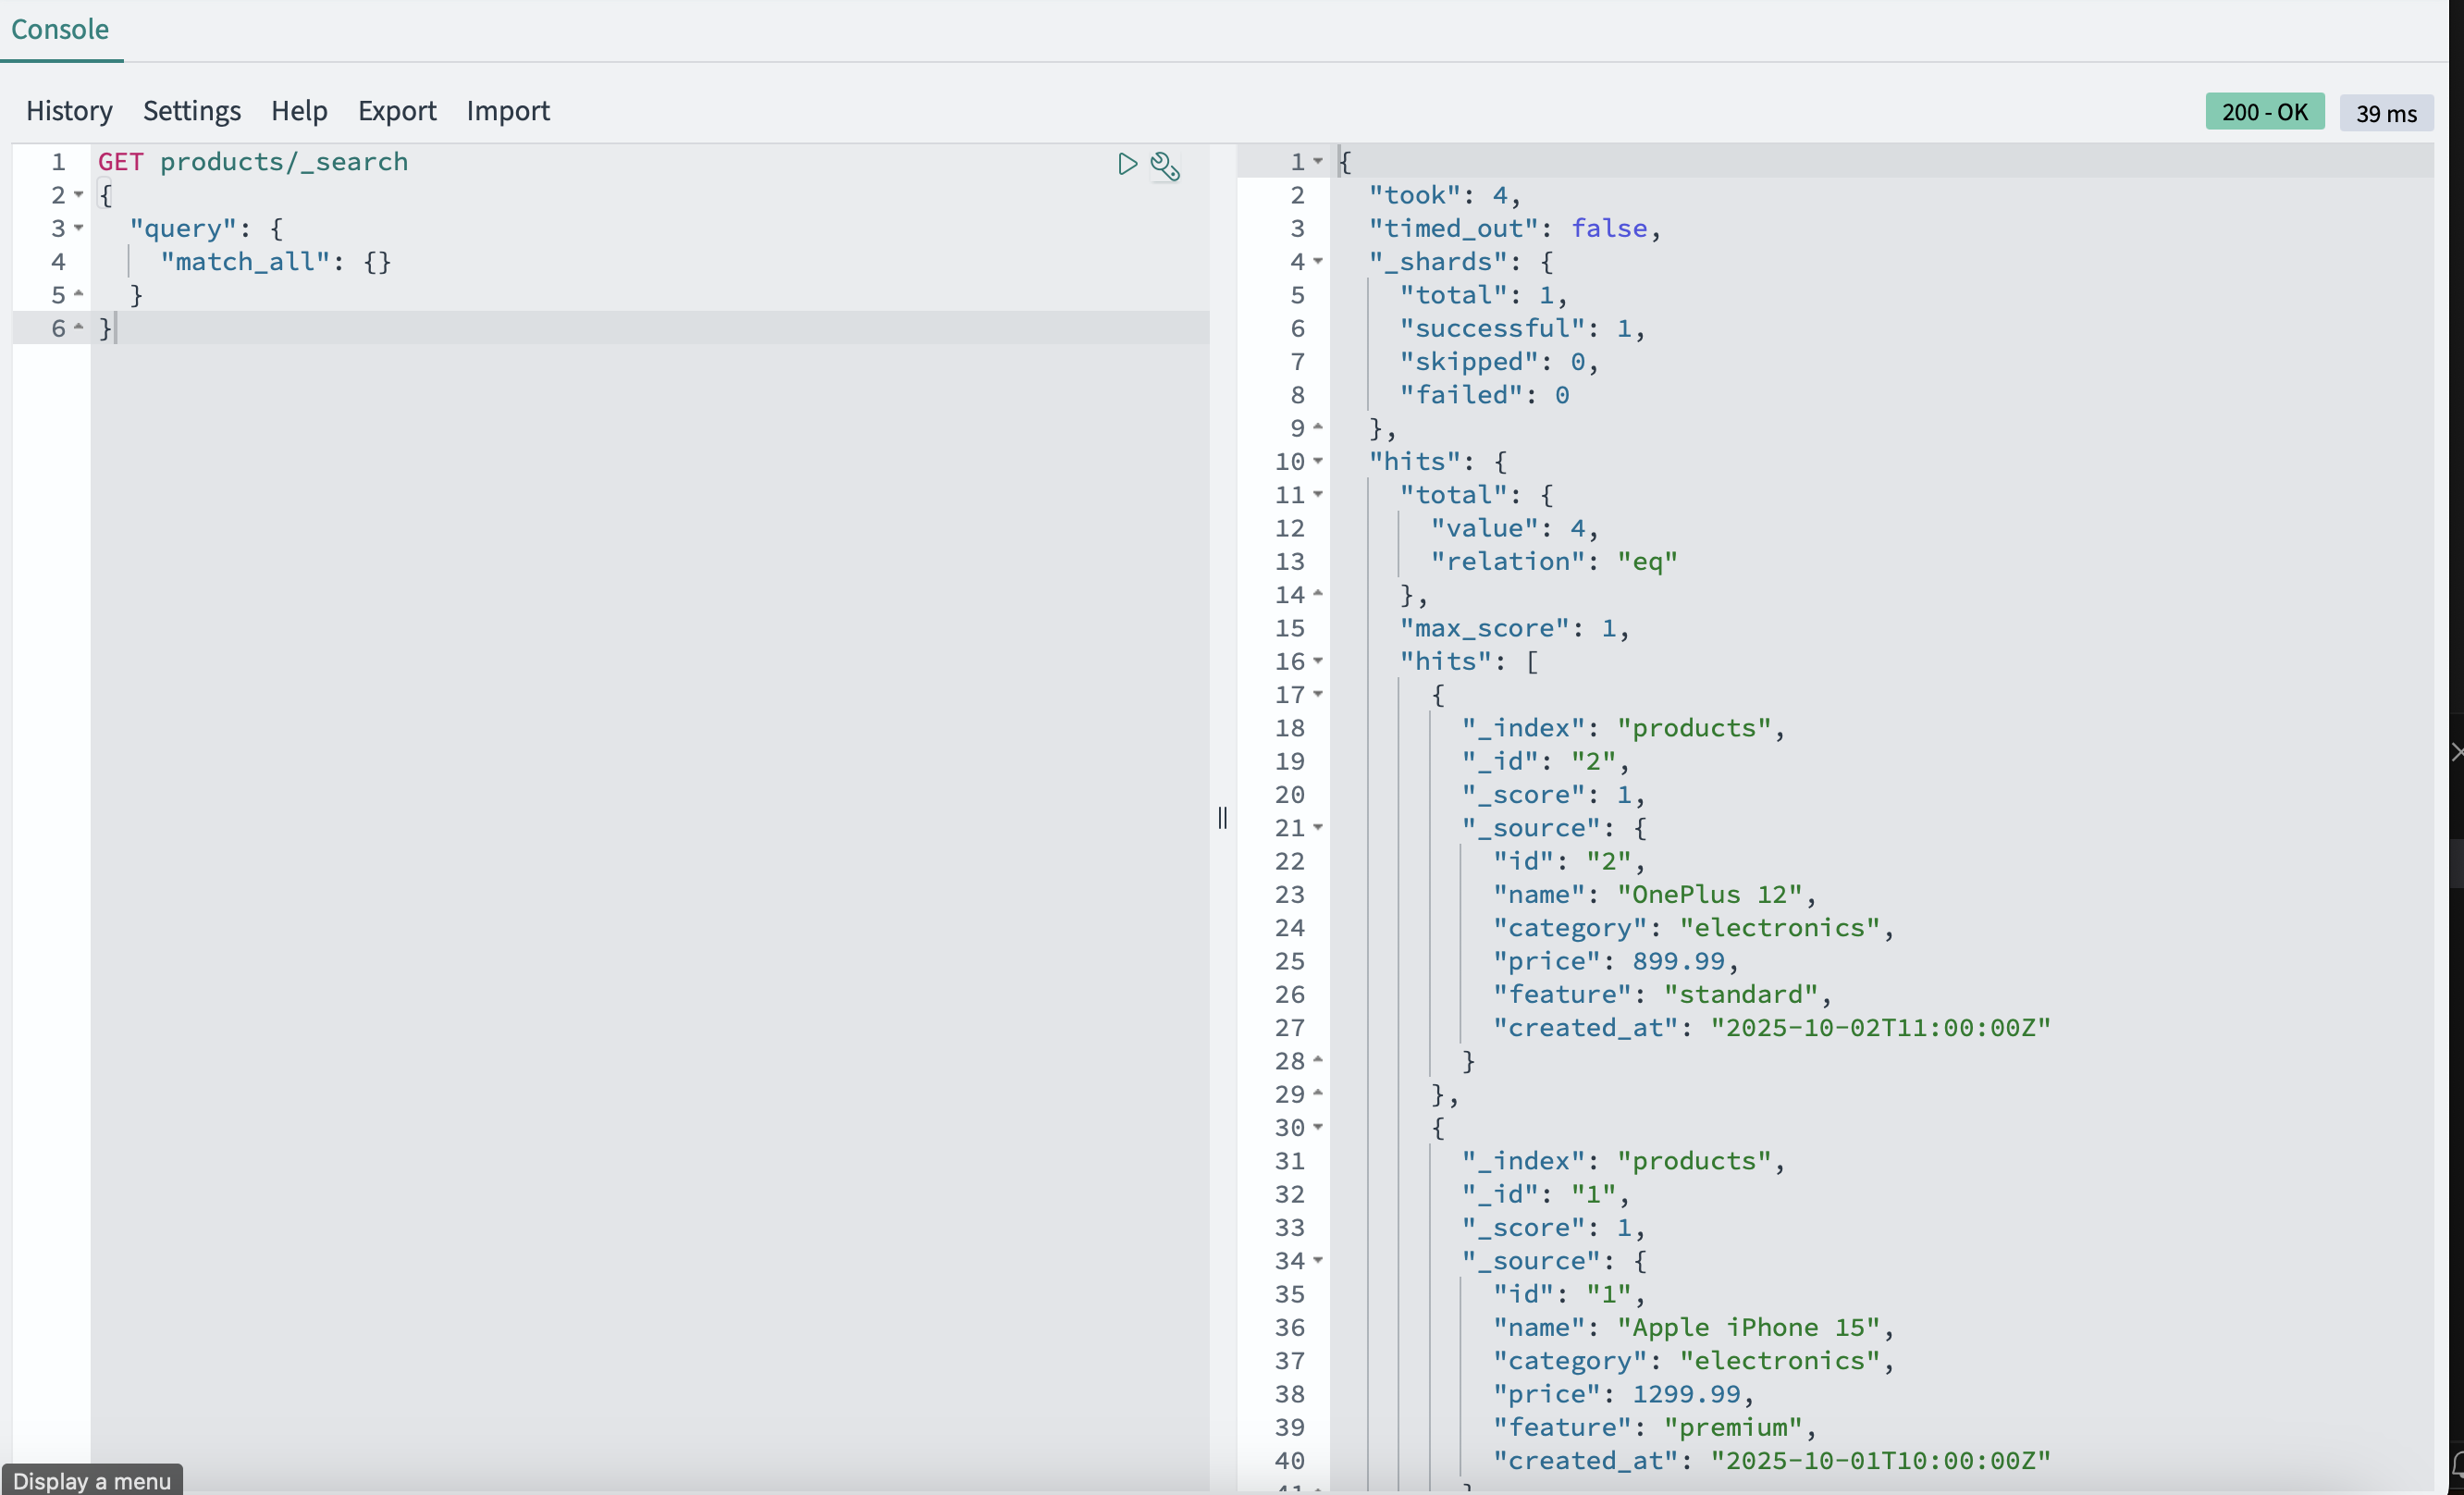 Console
History Settings Help Export Import
200 - OK 39 ms
1 GET products/_search
2 {
3 "query": {
4 "match_all": {}
5 }
6 }
1 {
2 "took": 4,
3 "timed_out": false,
4 "_shards": {
5 "total": 1,
6 "successful": 1,
7 "skipped": 0,
8 "failed": 0
9 },
10 "hits": {
11 "total": {
12 "value": 4,
13 "relation": "eq"
14 },
15 "max_score": 1,
16 "hits": [
17 {
18 "_index": "products",
19 "_id": "2",
20 "_score": 1,
21 "_source": {
22 "id": "2",
23 "name": "OnePlus 12",
24 "category": "electronics",
25 "price": 899.99,
26 "feature": "standard",
27 "created_at": "2025-10-02T11:00:00Z"
28 }
29 },
30 {
31 "_index": "products",
32 "_id": "1",
33 "_score": 1,
34 "_source": {
35 "id": "1",
36 "name": "Apple iPhone 15",
37 "category": "electronics",
38 "price": 1299.99,
39 "feature": "premium",
40 "created_at": "2025-10-01T10:00:00Z"
41 }
Display a menu